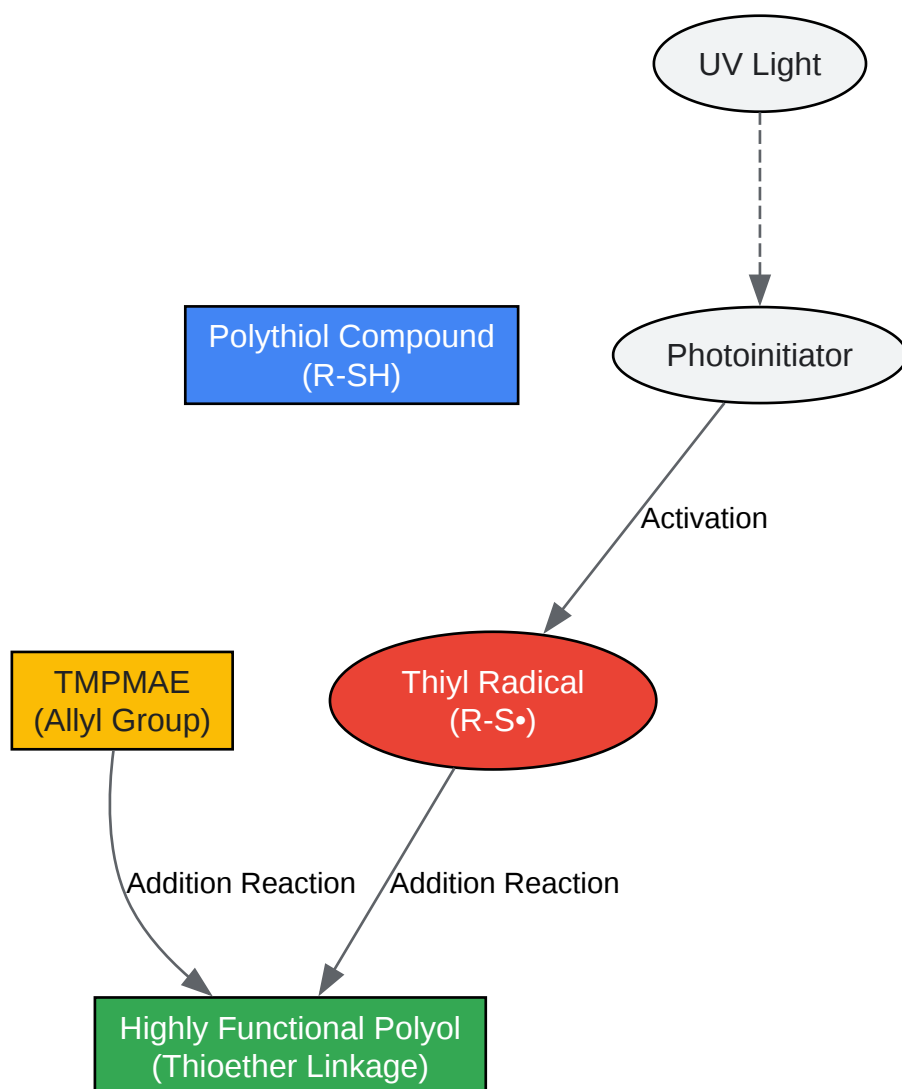 UV Light
Polythiol Compound
(R-SH)
Photoinitiator
Activation
TMPMAE
(Allyl Group)
Thiyl Radical
(R-S•)
Addition Reaction
Addition Reaction
Highly Functional Polyol
(Thioether Linkage)